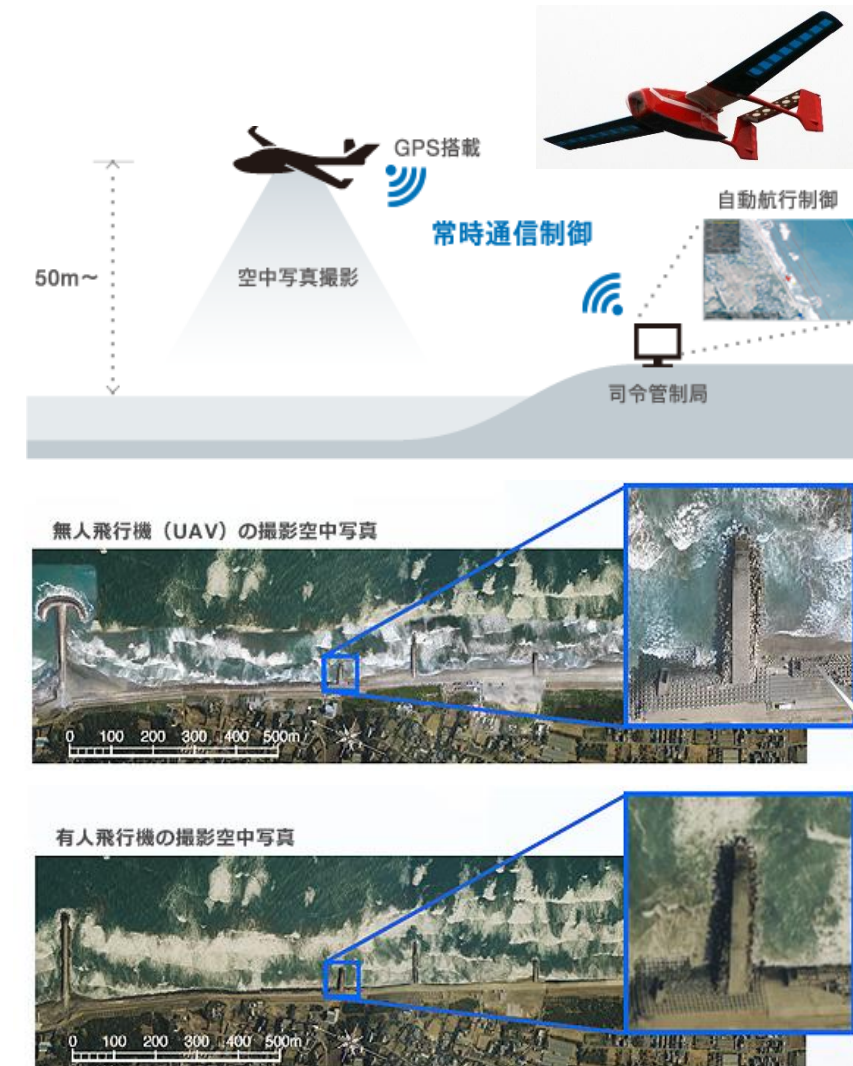 GPS搭載
自動航行制御
常時通信制御
50m～
空中写真撮影
司令管制局
無人飛行機（UAV）の撮影空中写真
0 100 200 300 400 500m
有人飛行機の撮影空中写真
0 100 200 300 400 500m